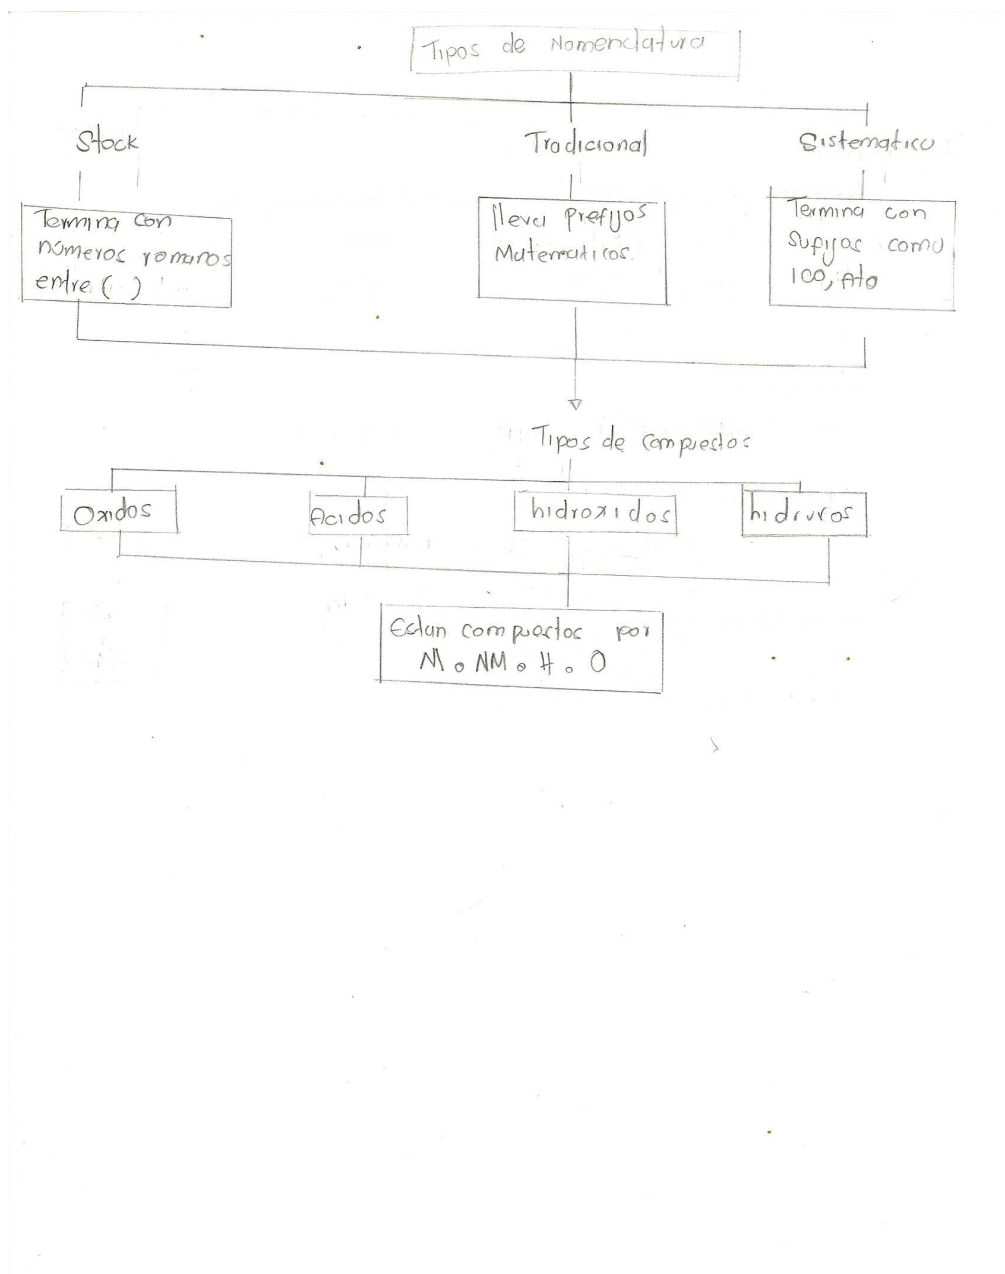 Tipos de Nomenclatura
Stock
Tradicional
Sistematico
Termina con
números romanos
entre ( )
lleva prefijos
Matematicos.
Termina con
Sufijos como
ico, Ato
Tipos de compuestos
Oxidos
Acidos
hidroxidos
hidruros
Estan compuestos por
M. NM. H. O